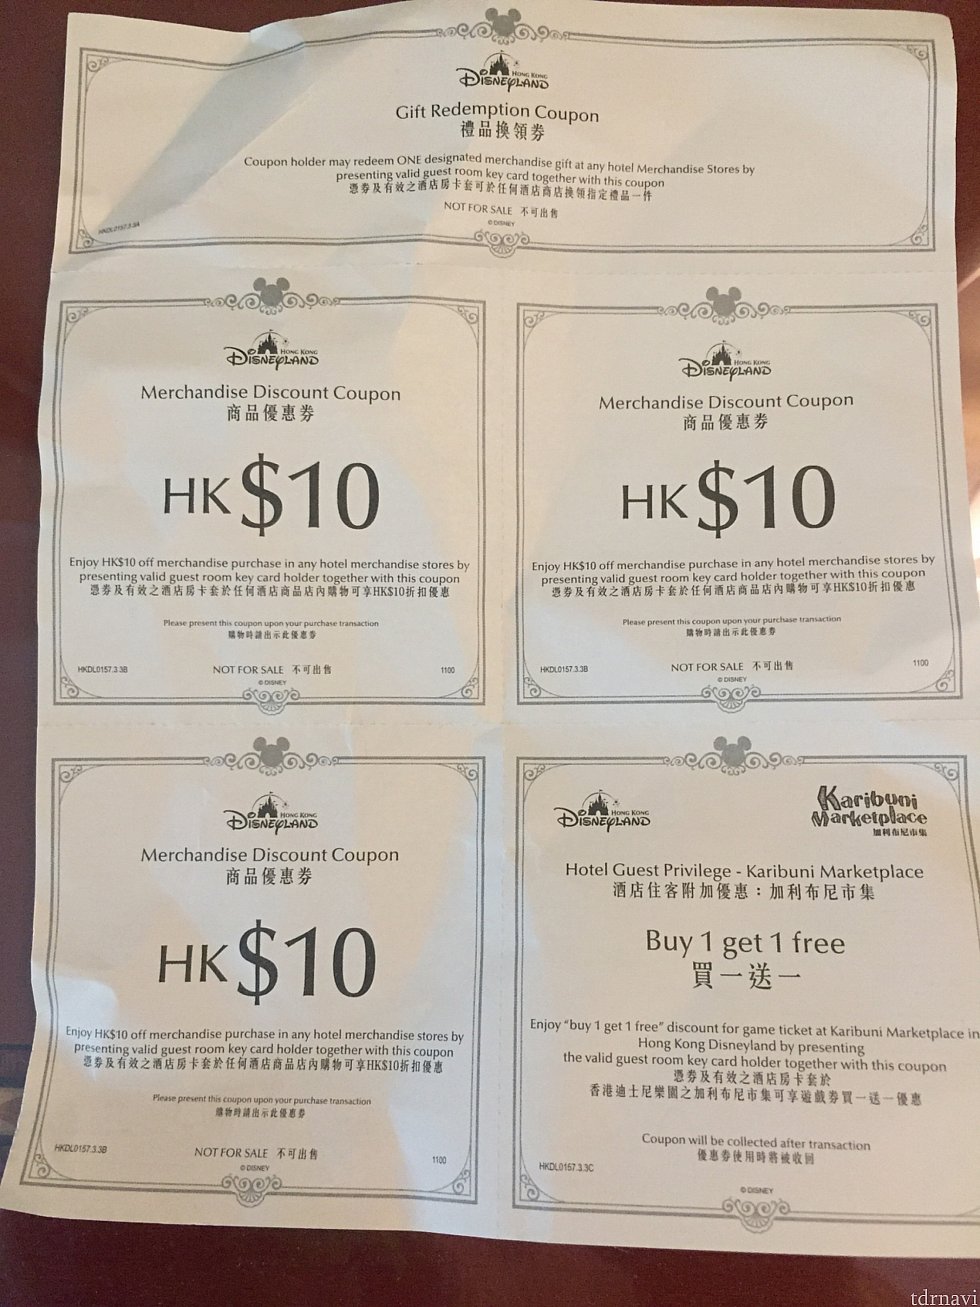 HONG KONG
DISNEYLAND
Gift Redemption Coupon
禮品換領券
Coupon holder may redeem ONE designated merchandise gift at any hotel Merchandise Stores by
presenting valid guest room key card together with this coupon
憑券及有效之酒店房卡套可於任何酒店商店換領指定禮品一件
NOT FOR SALE 不可出售
© DISNEY
HKDL0157.3.3A
HONG KONG
DISNEYLAND
Merchandise Discount Coupon
商品優惠券
HK$10
Enjoy HK$10 off merchandise purchase in any hotel merchandise stores by
presenting valid guest room key card holder together with this coupon
憑券及有效之酒店房卡套於任何酒店商品店內購物可享HK$10折扣優惠
Please present this coupon upon your purchase transaction
購物時請出示此優惠券
HKDL0157.3.3B NOT FOR SALE 不可出售 1100
© DISNEY
HONG KONG
DISNEYLAND
Merchandise Discount Coupon
商品優惠券
HK$10
Enjoy HK$10 off merchandise purchase in any hotel merchandise stores by
presenting valid guest room key card holder together with this coupon
憑券及有效之酒店房卡套於任何酒店商品店內購物可享HK$10折扣優惠
Please present this coupon upon your purchase transaction
購物時請出示此優惠券
HKDL0157.3.3B NOT FOR SALE 不可出售 1100
© DISNEY
HONG KONG
DISNEYLAND
Merchandise Discount Coupon
商品優惠券
HK$10
Enjoy HK$10 off merchandise purchase in any hotel merchandise stores by
presenting valid guest room key card holder together with this coupon
憑券及有效之酒店房卡套於任何酒店商品店內購物可享HK$10折扣優惠
Please present this coupon upon your purchase transaction
購物時請出示此優惠券
HKDL0157.3.3B NOT FOR SALE 不可出售 1100
© DISNEY
HONG KONG
DISNEYLAND
Karibuni
Marketplace
加利布尼市集
Hotel Guest Privilege - Karibuni Marketplace
酒店住客附加優惠：加利布尼市集
Buy 1 get 1 free
買一送一
Enjoy "buy 1 get 1 free" discount for game ticket at Karibuni Marketplace in
Hong Kong Disneyland by presenting
the valid guest room key card holder together with this coupon
憑券及有效之酒店房卡套於
香港迪士尼樂園之加利布尼市集可享遊戲券買一送一優惠
Coupon will be collected after transaction
優惠券使用時將被收回
HKDL0157.3.3C
© DISNEY
tdrnavi